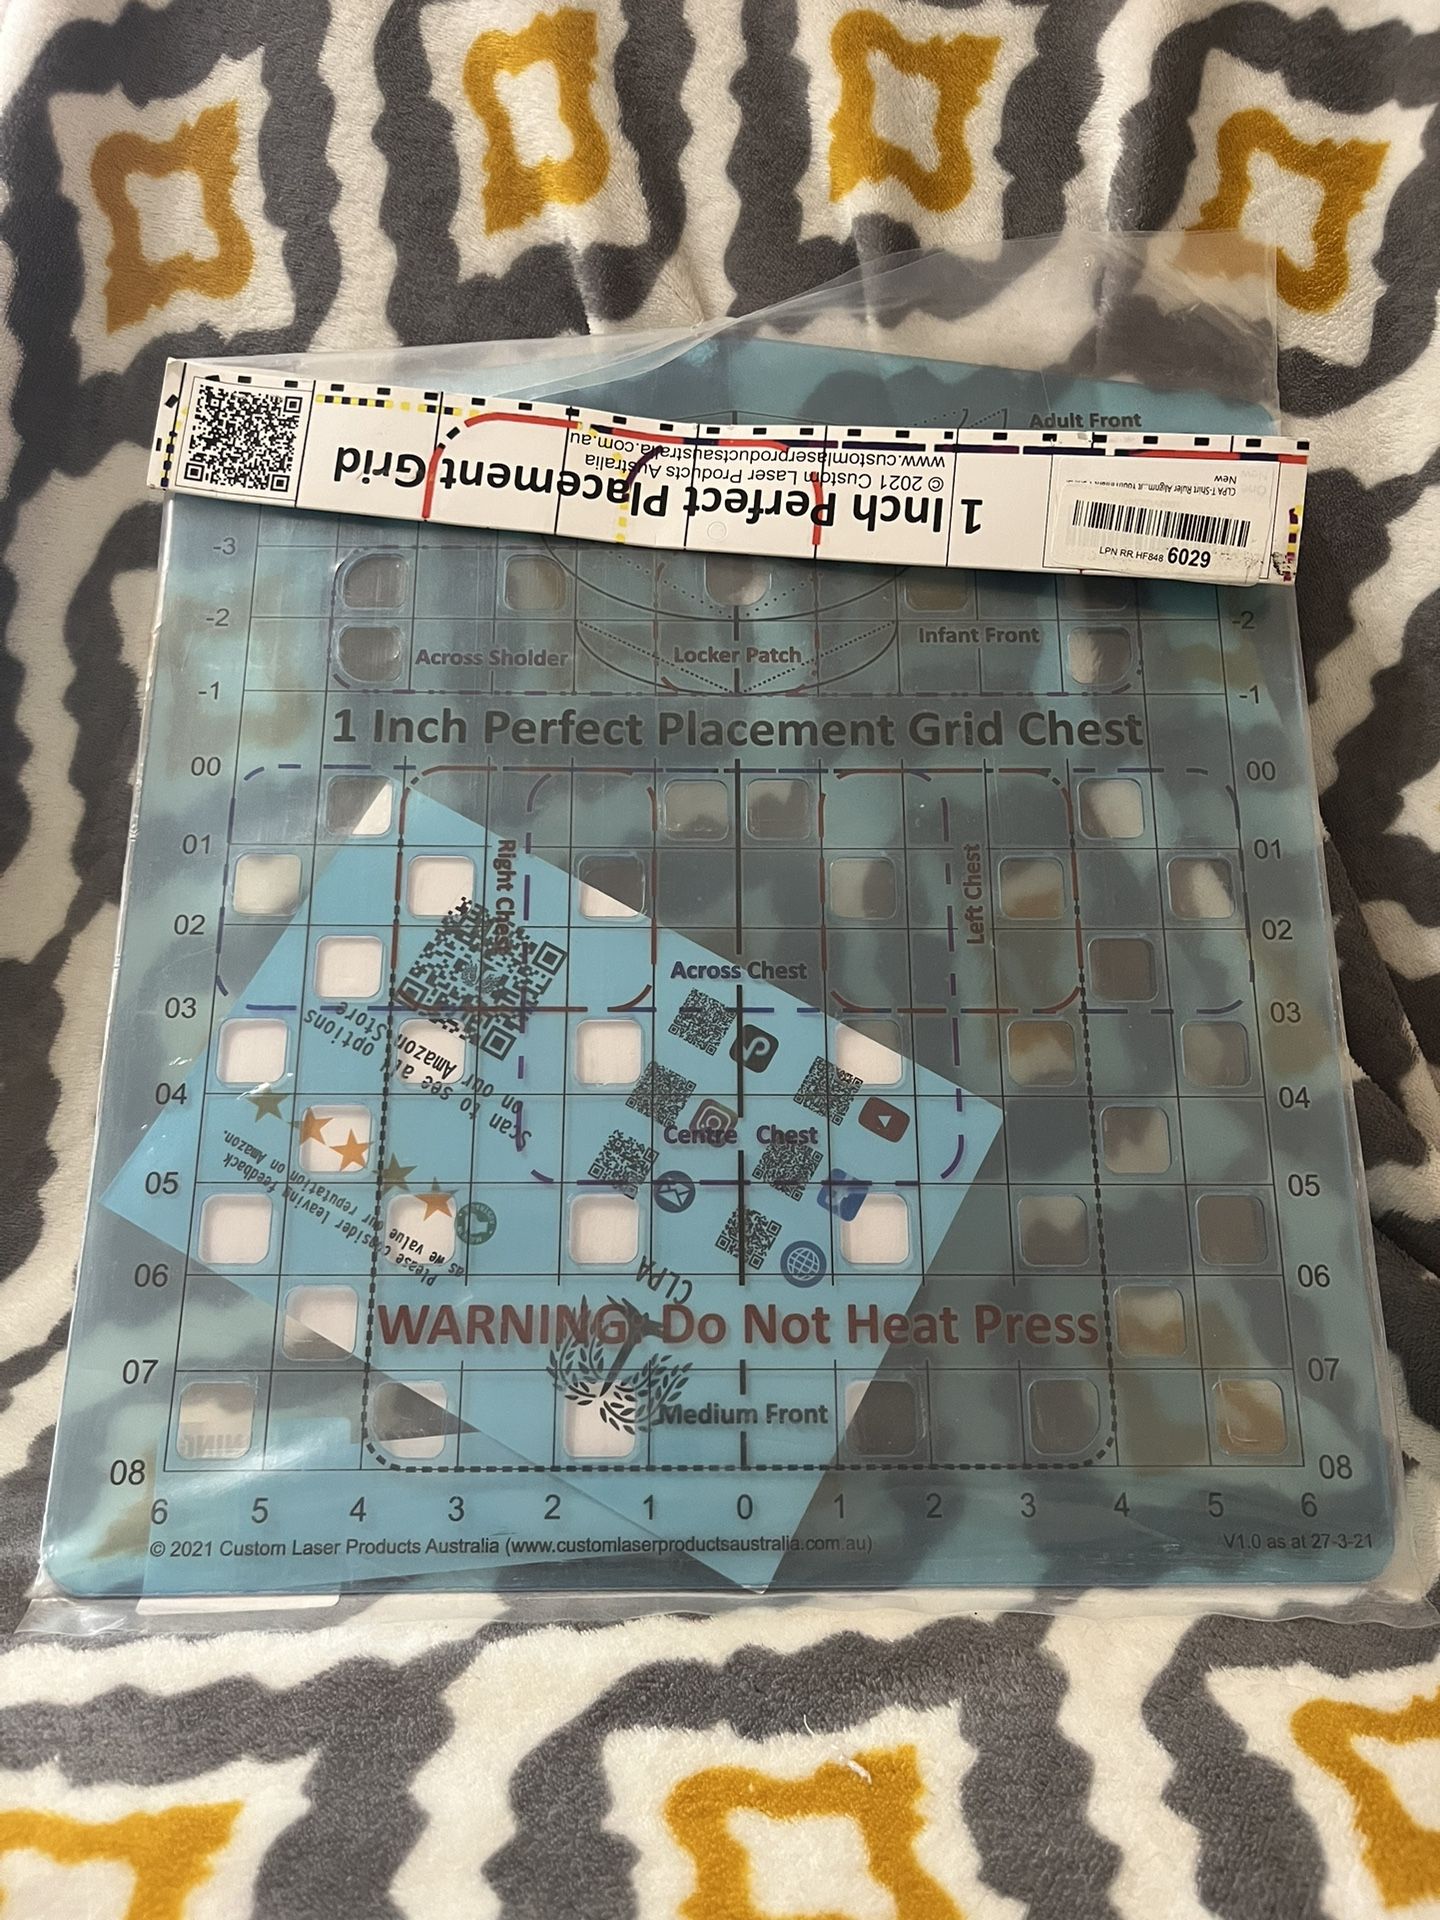 Adult Front
1 Inch Perfect Placement Grid
© 2021 Custom Laser Products Australia
www.customlaserproductsaustralia.com.au
CLPA T-Shirt Ruler Alignm...
New
LPN RR HF848 6029
-3
-2 -2
Infant Front
Across Sholder Locker Patch
-1 -1
1 Inch Perfect Placement Grid Chest
00 00
01 01
Right Chest
Left Chest
02 02
Across Chest
03 03
Scan to see all options
on our Amazon Store
04 04
Centre Chest
Please consider leaving feedback
as we value our reputation on Amazon.
05 05
06 06
CLPA
WARNING Do Not Heat Press
07 07
Medium Front
08 08
6 5 4 3 2 1 0 1 2 3 4 5 6
© 2021 Custom Laser Products Australia (www.customlaserproductsaustralia.com.au) V1.0 as at 27-3-21